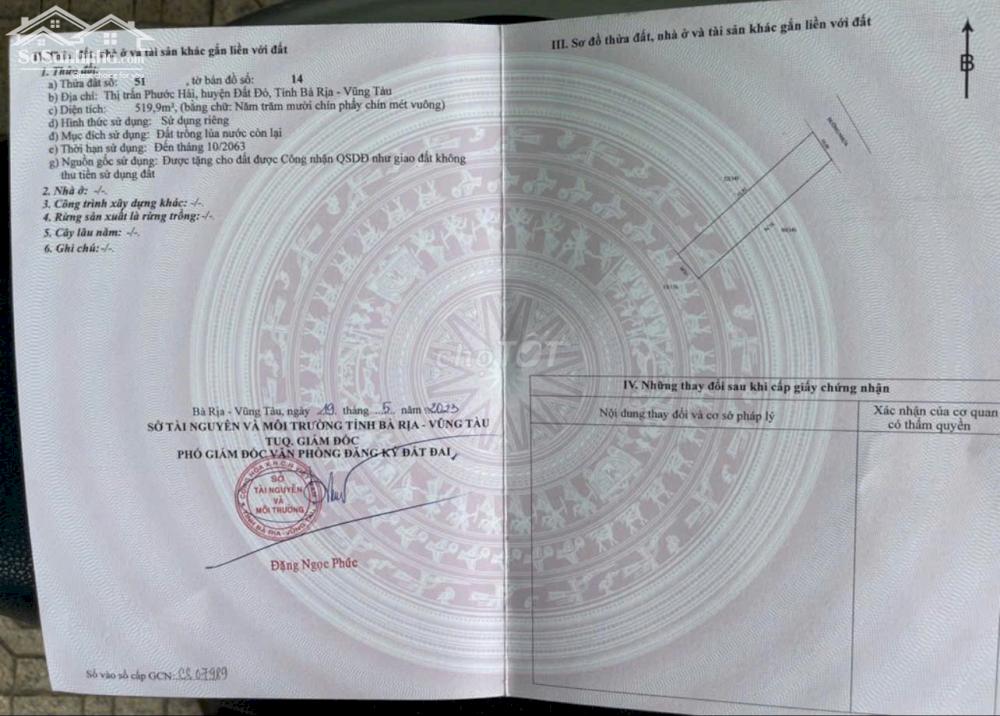 II. Thửa đất, nhà ở và tài sản khác gắn liền với đất
1. Thửa đất:
a) Thửa đất số: 51 , tờ bản đồ số: 14
b) Địa chỉ: Thị trấn Phước Hải, huyện Đất Đỏ, Tỉnh Bà Rịa - Vũng Tàu
c) Diện tích: 519,9m², (bằng chữ: Năm trăm mười chín phẩy chín mét vuông)
d) Hình thức sử dụng: Sử dụng riêng
đ) Mục đích sử dụng: Đất trồng lúa nước còn lại
e) Thời hạn sử dụng: Đến tháng 10/2063
g) Nguồn gốc sử dụng: Được tặng cho đất được Công nhận QSDĐ như giao đất không
thu tiền sử dụng đất
2. Nhà ở: -/-.
3. Công trình xây dựng khác: -/-.
4. Rừng sản xuất là rừng trồng:-/-.
5. Cây lâu năm: -/-.
6. Ghi chú:-/-.
Bà Rịa - Vũng Tàu, ngày 19 tháng 5 năm 2023
SỞ TÀI NGUYÊN VÀ MÔI TRƯỜNG TỈNH BÀ RỊA - VŨNG TÀU
TUQ. GIÁM ĐỐC
PHÓ GIÁM ĐỐC VĂN PHÒNG ĐĂNG KÝ ĐẤT ĐAI
SỞ
TÀI NGUYÊN
VÀ
MÔI TRƯỜNG
TỈNH BÀ RỊA-VŨNG TÀU
Đặng Ngọc Phúc
Số vào sổ cấp GCN: CS 07989
III. Sơ đồ thửa đất, nhà ở và tài sản khác gắn liền với đất
B
chợTỐT
IV. Những thay đổi sau khi cấp giấy chứng nhận
Nội dung thay đổi và cơ sở pháp lý
Xác nhận của cơ quan
có thẩm quyền